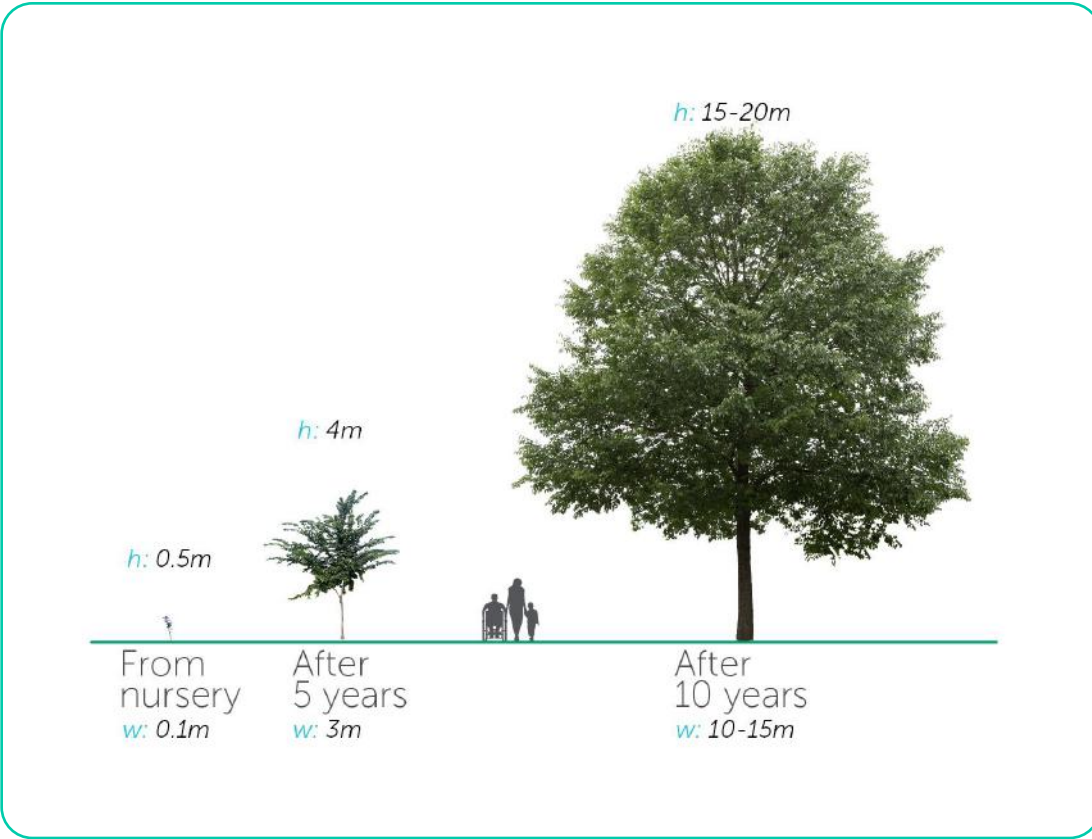 h: 15-20m
h: 4m
h: 0.5m
From
nursery
w: 0.1m
After
5 years
w: 3m
After
10 years
w: 10-15m